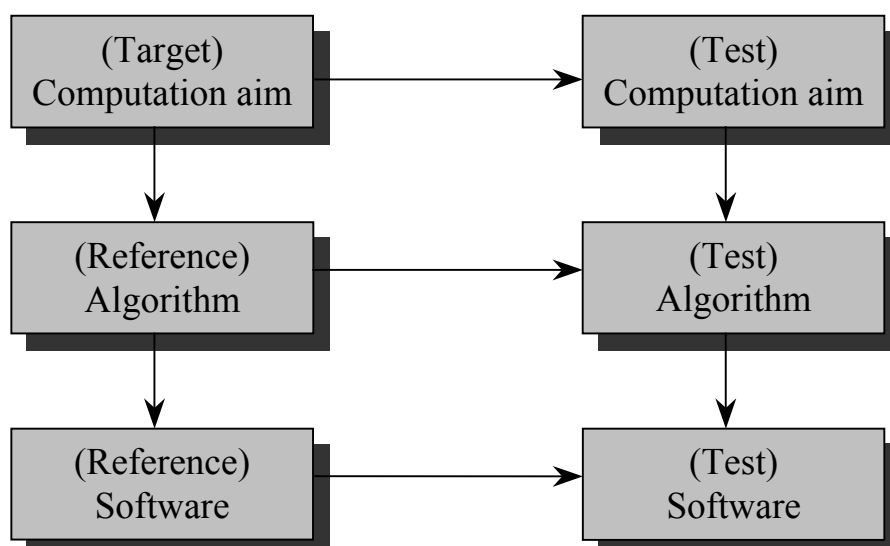 (Target)
Computation aim
(Test)
Computation aim
(Reference)
Algorithm
(Test)
Algorithm
(Reference)
Software
(Test)
Software